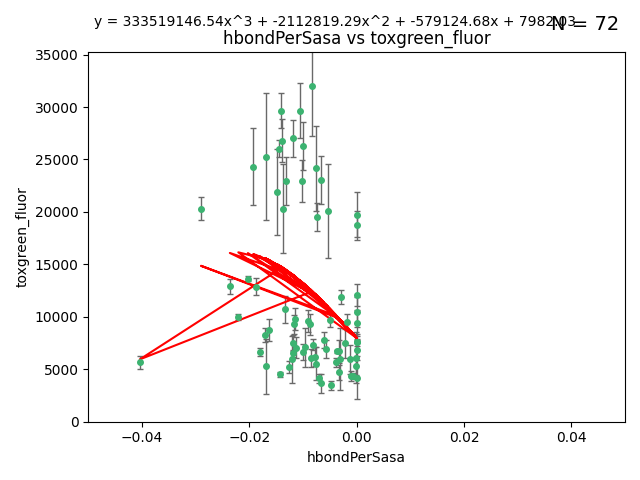 y = 333519146.54x^3 + -2112819.29x^2 + -579124.68x + 7982.03
N = 72
hbondPerSasa vs toxgreen_fluor
35000
30000
25000
20000
15000
10000
5000
0
toxgreen_fluor
−0.04 −0.02 0.00 0.02 0.04
hbondPerSasa